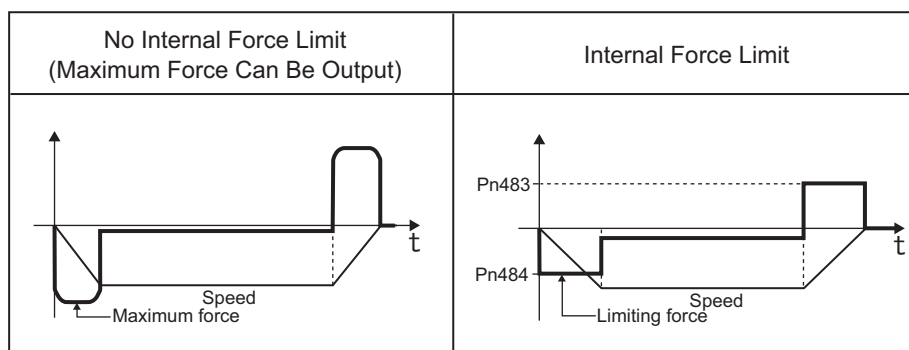 No Internal Force Limit
(Maximum Force Can Be Output)
Internal Force Limit
t
Speed
Maximum force
Pn483
Pn484
t
Speed
Limiting force